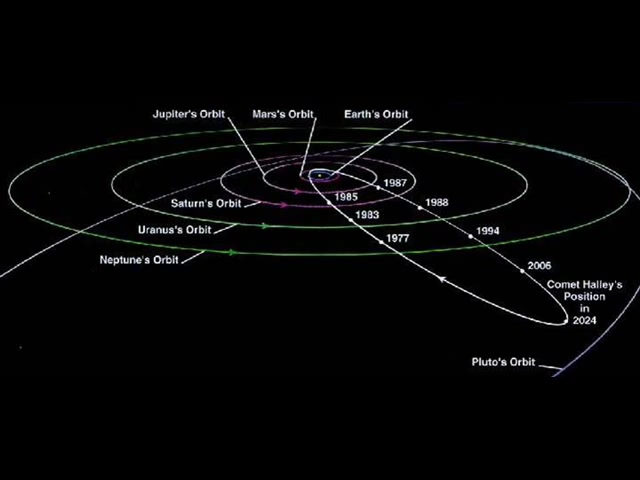 Jupiter's Orbit
Mars's Orbit
Earth's Orbit
1987
1985
Saturn's Orbit
1988
1983
Uranus's Orbit
1994
1977
Neptune's Orbit
2006
Comet Halley's
Position
in
2024
Pluto's Orbit